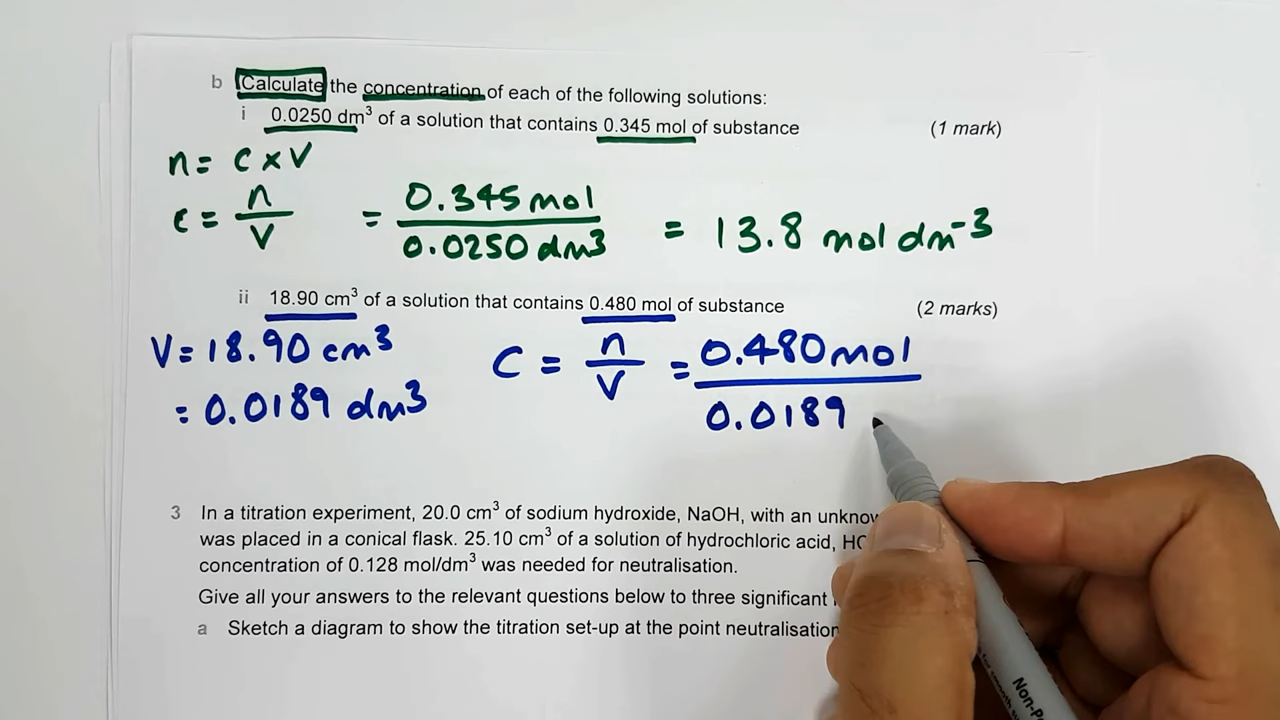 b Calculate the concentration of each of the following solutions:
i 0.0250 dm³ of a solution that contains 0.345 mol of substance (1 mark)
n = C × V
c = n/V = 0.345 mol / 0.0250 dm³ = 13.8 mol dm⁻³
ii 18.90 cm³ of a solution that contains 0.480 mol of substance (2 marks)
V = 18.90 cm³
= 0.0189 dm³
C = n/V = 0.480 mol / 0.0189
3 In a titration experiment, 20.0 cm³ of sodium hydroxide, NaOH, with an
was placed in a conical flask. 25.10 cm³ of a solution of hydrochloric acid,
concentration of 0.128 mol/dm³ was needed for neutralisation.
Give all your answers to the relevant questions below to three significant
a Sketch a diagram to show the titration set-up at the point neutralisation